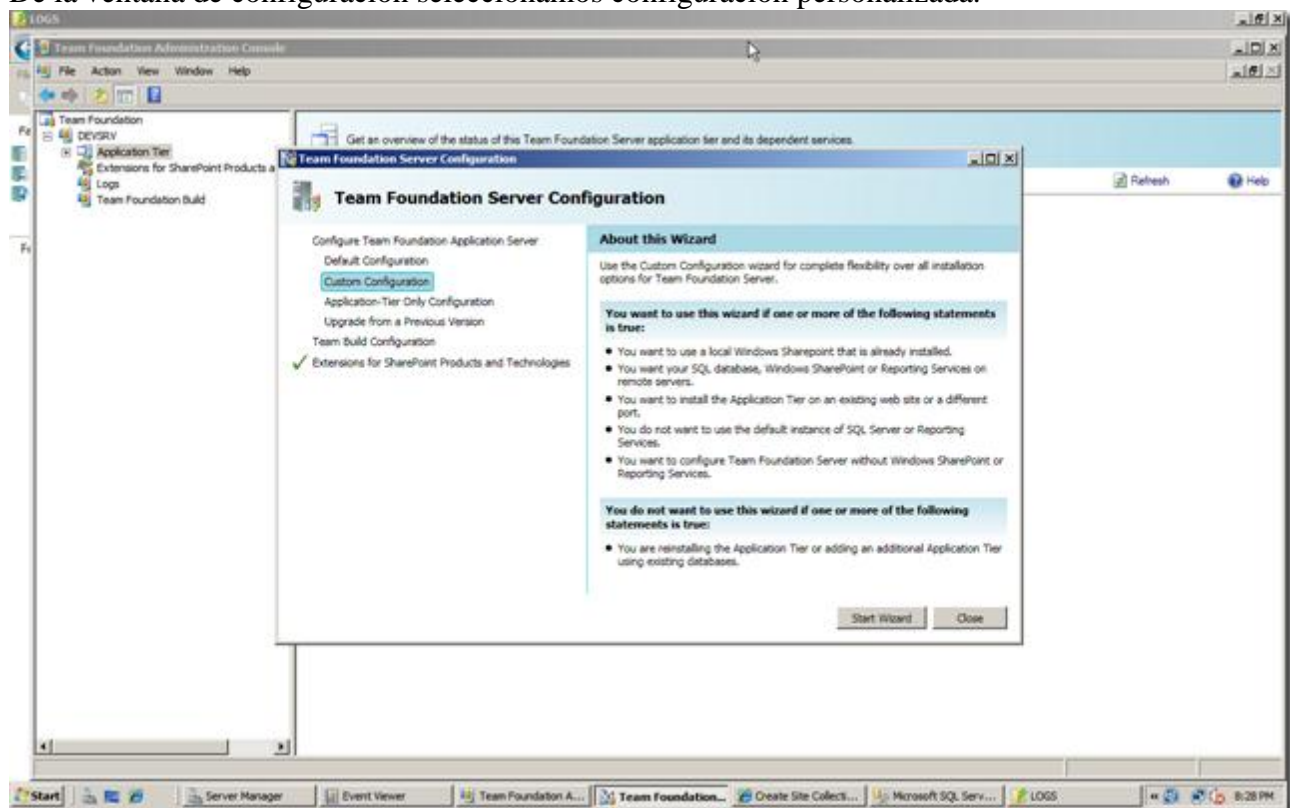 De la ventana de configuración seleccionamos configuración personalizada.
LOGS
Team Foundation Administration Console
File Action View Window Help
Team Foundation
DEVSRV
Application Tier
Extensions for SharePoint Products a
Logs
Team Foundation Build
Get an overview of the status of this Team Foundation Server application tier and its dependent services.
Refresh Help
Team Foundation Server Configuration
Team Foundation Server Configuration
Configure Team Foundation Application Server
Default Configuration
Custom Configuration
Application-Tier Only Configuration
Upgrade from a Previous Version
Team Build Configuration
Extensions for SharePoint Products and Technologies
About this Wizard
Use the Custom Configuration wizard for complete flexibility over all installation
options for Team Foundation Server.
You want to use this wizard if one or more of the following statements
is true:
• You want to use a local Windows Sharepoint that is already installed.
• You want your SQL database, Windows SharePoint or Reporting Services on
remote servers.
• You want to install the Application Tier on an existing web site or a different
port.
• You do not want to use the default instance of SQL Server or Reporting
Services.
• You want to configure Team Foundation Server without Windows SharePoint or
Reporting Services.
You do not want to use this wizard if one or more of the following
statements is true:
• You are reinstalling the Application Tier or adding an additional Application Tier
using existing databases.
Start Wizard Close
Start Server Manager Event Viewer Team Foundation A... Team Foundation... Create Site Collecti... Microsoft SQL Serv... LOGS 8:28 PM